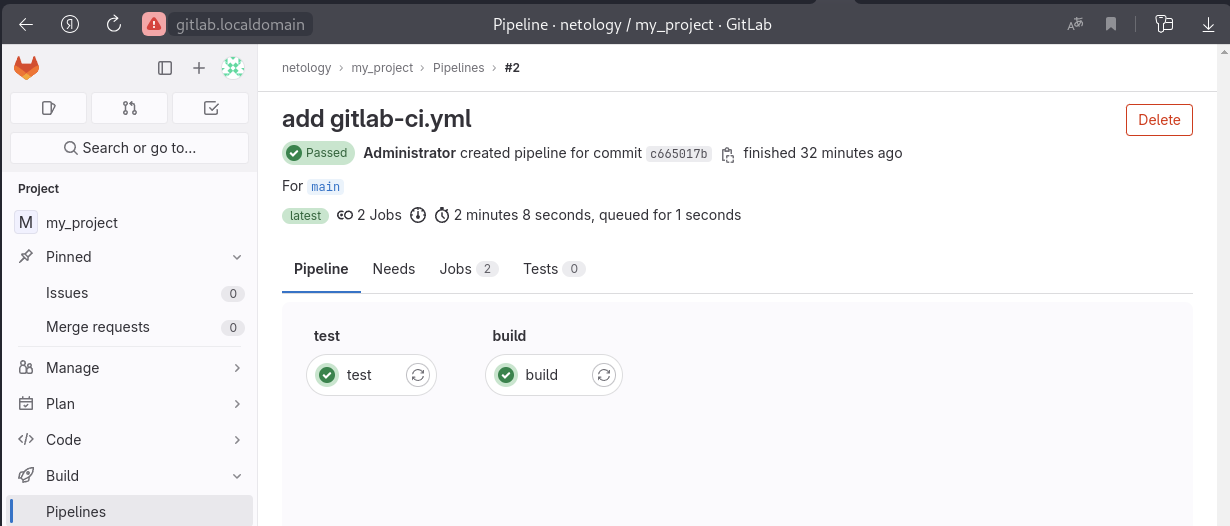 gitlab.localdomain
Pipeline · netology / my_project · GitLab
netology › my_project › Pipelines › #2
add gitlab-ci.yml
Delete
Passed Administrator created pipeline for commit c665017b finished 32 minutes ago
For main
latest 2 Jobs 2 minutes 8 seconds, queued for 1 seconds
Pipeline Needs Jobs 2 Tests 0
test build
test build
Search or go to...
Project
M my_project
Pinned
Issues 0
Merge requests 0
Manage
Plan
Code
Build
Pipelines